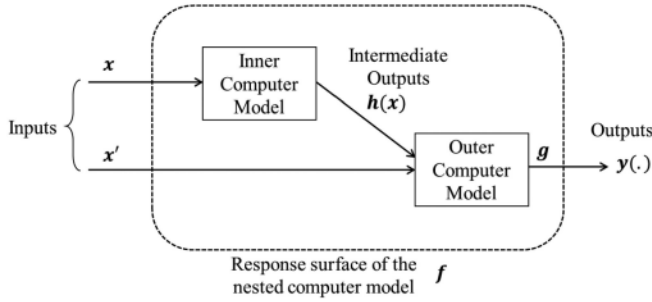 Inputs
x
x'
Inner
Computer
Model
Intermediate
Outputs
h(x)
Outer
Computer
Model
g
Outputs
y(.)
Response surface of the
nested computer model
f